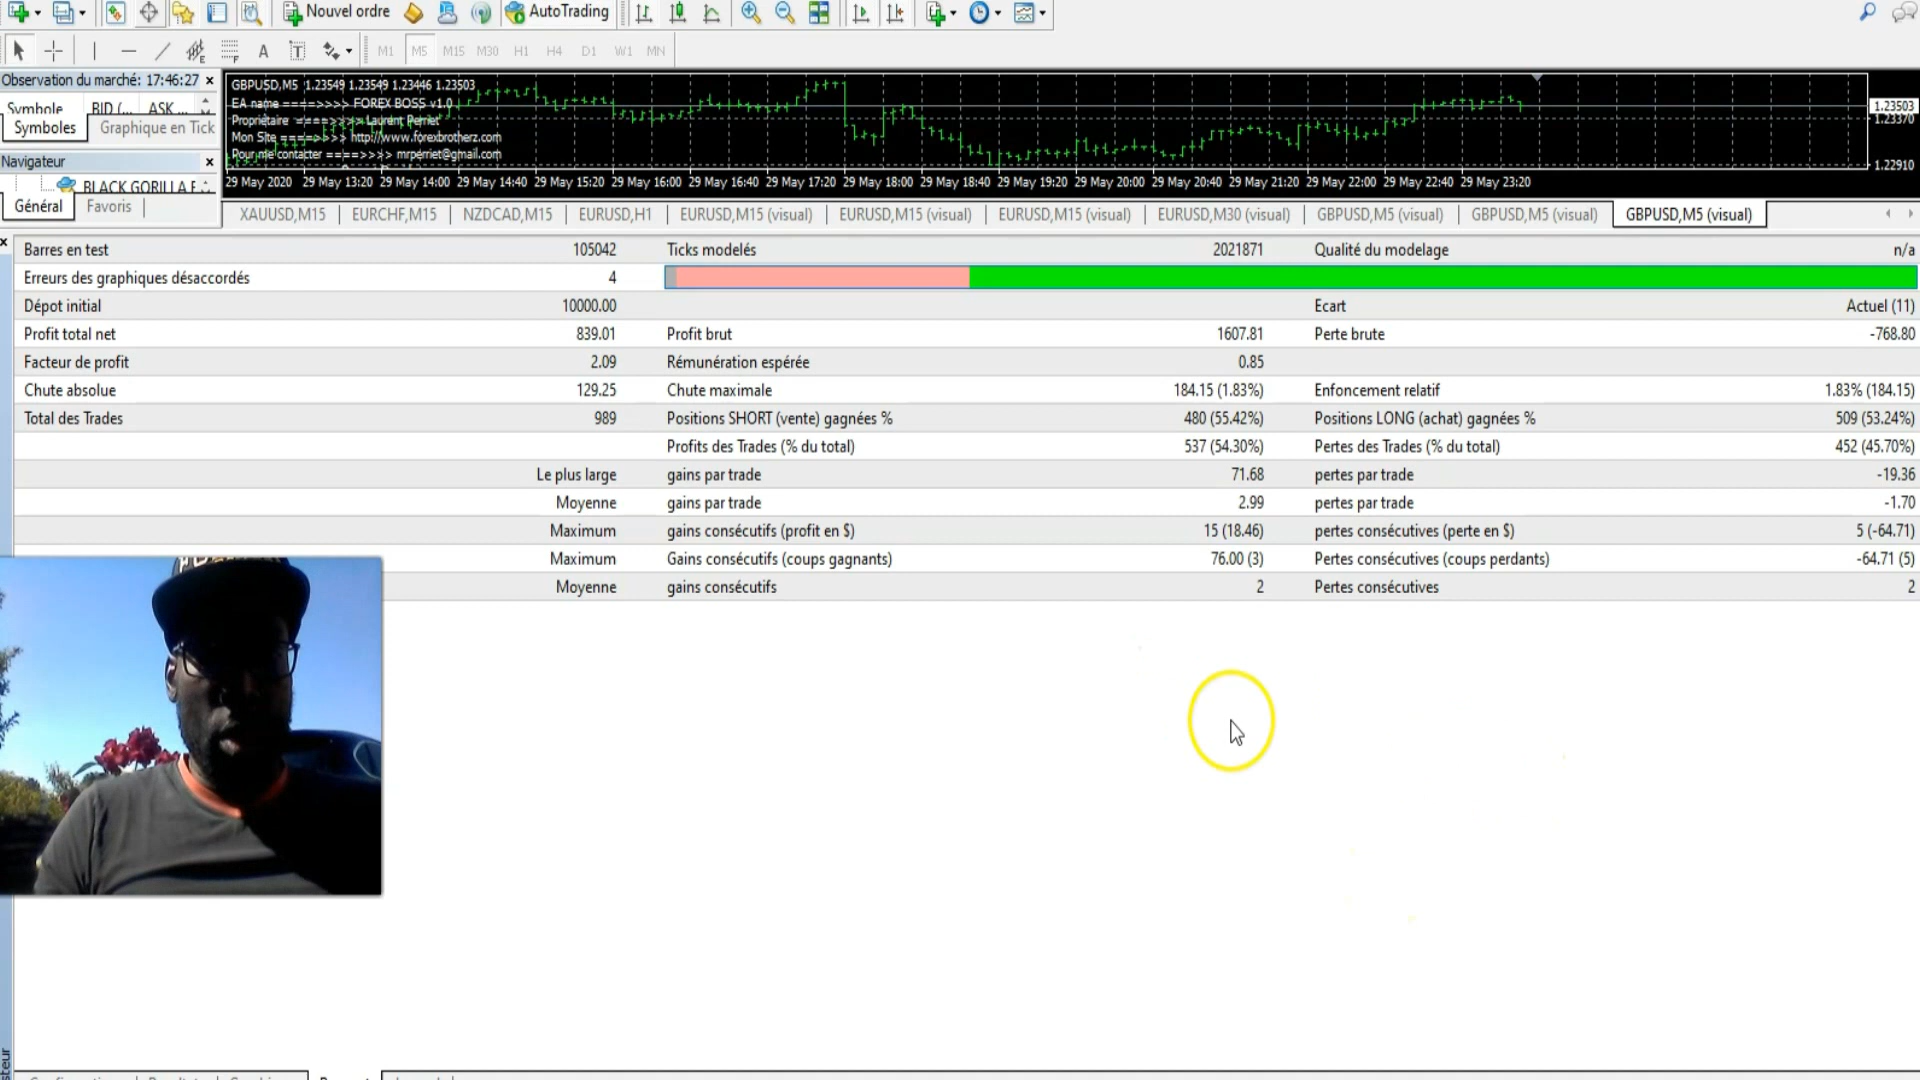 Nouvel ordre AutoTrading
A T M1 M5 M15 M30 H1 H4 D1 W1 MN
Observation du marché: 17:46:27
Symbole BID (... ASK ...
Symboles Graphique en Tick
Navigateur
BLACK GORILLA
Général Favoris
GBPUSD,M5 1.23549 1.23549 1.23446 1.23503
EA name ====>>>> FOREX BOSS v1.0
Propriétaire ====>>>> Laurent Perriet
Mon Site ====>>>> http://www.forexbrotherz.com
Pour me contacter ====>>>> mrperriet@gmail.com
1.23503
1.23370
1.22910
29 May 2020 29 May 13:20 29 May 14:00 29 May 14:40 29 May 15:20 29 May 16:00 29 May 16:40 29 May 17:20 29 May 18:00 29 May 18:40 29 May 19:20 29 May 20:00 29 May 20:40 29 May 21:20 29 May 22:00 29 May 22:40 29 May 23:20
XAUUSD,M15 EURCHF,M15 NZDCAD,M15 EURUSD,H1 EURUSD,M15 (visual) EURUSD,M15 (visual) EURUSD,M15 (visual) EURUSD,M30 (visual) GBPUSD,M5 (visual) GBPUSD,M5 (visual) GBPUSD,M5 (visual)
Barres en test 105042 Ticks modelés 2021871 Qualité du modelage n/a
Erreurs des graphiques désaccordés 4
Dépot initial 10000.00 Ecart Actuel (11)
Profit total net 839.01 Profit brut 1607.81 Perte brute -768.80
Facteur de profit 2.09 Rémunération espérée 0.85
Chute absolue 129.25 Chute maximale 184.15 (1.83%) Enfoncement relatif 1.83% (184.15)
Total des Trades 989 Positions SHORT (vente) gagnées % 480 (55.42%) Positions LONG (achat) gagnées % 509 (53.24%)
Profits des Trades (% du total) 537 (54.30%) Pertes des Trades (% du total) 452 (45.70%)
Le plus large gains par trade 71.68 pertes par trade -19.36
Moyenne gains par trade 2.99 pertes par trade -1.70
Maximum gains consécutifs (profit en $) 15 (18.46) pertes consécutives (perte en $) 5 (-64.71)
Maximum Gains consécutifs (coups gagnants) 76.00 (3) Pertes consécutives (coups perdants) -64.71 (5)
Moyenne gains consécutifs 2 Pertes consécutives 2